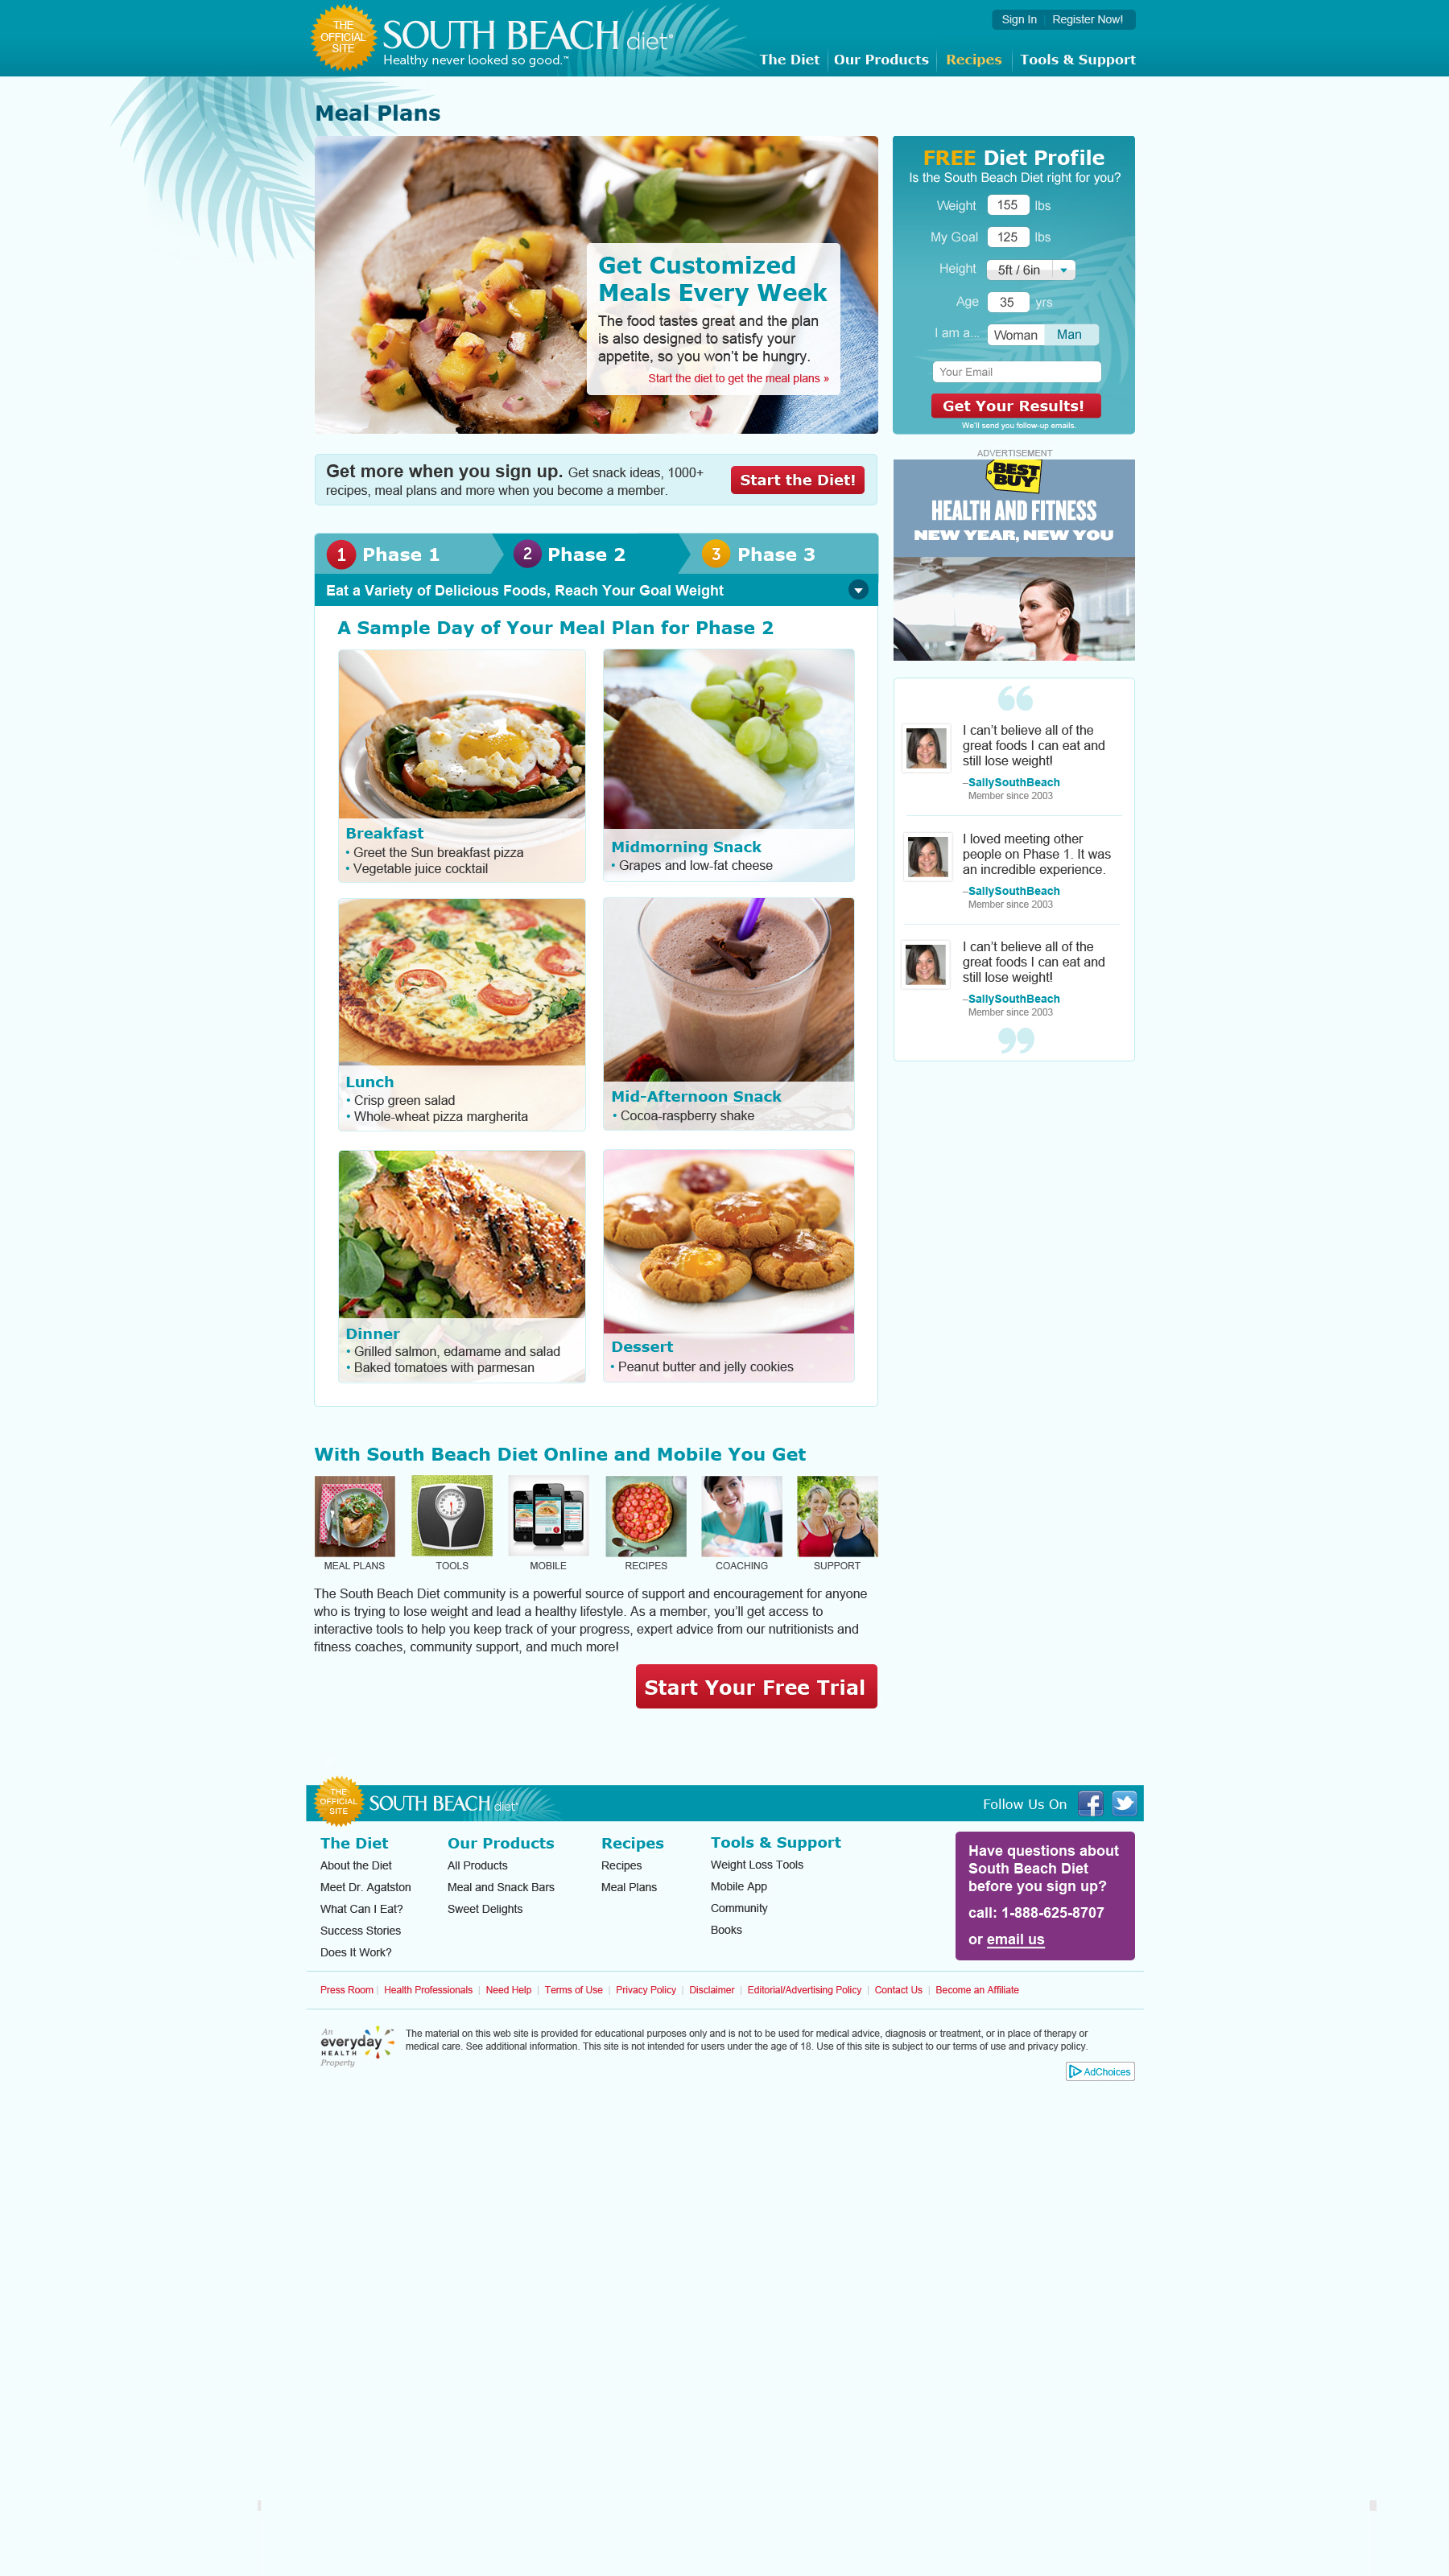 THE
OFFICIAL
SITE
SOUTH BEACH diet®
Healthy never looked so good.™
Sign In | Register Now!
The Diet | Our Products | Recipes | Tools & Support
Meal Plans
Get Customized
Meals Every Week
The food tastes great and the plan
is also designed to satisfy your
appetite, so you won't be hungry.
Start the diet to get the meal plans »
FREE Diet Profile
Is the South Beach Diet right for you?
Weight 155 lbs
My Goal 125 lbs
Height 5ft / 6in
Age 35 yrs
I am a... Woman Man
Your Email
Get Your Results!
We'll send you follow-up emails.
Get more when you sign up. Get snack ideas, 1000+
recipes, meal plans and more when you become a member.
Start the Diet!
ADVERTISEMENT
BEST
BUY
HEALTH AND FITNESS
NEW YEAR, NEW YOU
1 Phase 1 2 Phase 2 3 Phase 3
Eat a Variety of Delicious Foods, Reach Your Goal Weight
A Sample Day of Your Meal Plan for Phase 2
Breakfast
• Greet the Sun breakfast pizza
• Vegetable juice cocktail
Midmorning Snack
• Grapes and low-fat cheese
Lunch
• Crisp green salad
• Whole-wheat pizza margherita
Mid-Afternoon Snack
• Cocoa-raspberry shake
Dinner
• Grilled salmon, edamame and salad
• Baked tomatoes with parmesan
Dessert
• Peanut butter and jelly cookies
“
I can't believe all of the
great foods I can eat and
still lose weight!
–SallySouthBeach
Member since 2003
I loved meeting other
people on Phase 1. It was
an incredible experience.
–SallySouthBeach
Member since 2003
I can't believe all of the
great foods I can eat and
still lose weight!
–SallySouthBeach
Member since 2003
”
With South Beach Diet Online and Mobile You Get
MEAL PLANS TOOLS MOBILE RECIPES COACHING SUPPORT
The South Beach Diet community is a powerful source of support and encouragement for anyone
who is trying to lose weight and lead a healthy lifestyle. As a member, you'll get access to
interactive tools to help you keep track of your progress, expert advice from our nutritionists and
fitness coaches, community support, and much more!
Start Your Free Trial
THE
OFFICIAL
SITE
SOUTH BEACH diet®
Follow Us On
The Diet
About the Diet
Meet Dr. Agatston
What Can I Eat?
Success Stories
Does It Work?
Our Products
All Products
Meal and Snack Bars
Sweet Delights
Recipes
Recipes
Meal Plans
Tools & Support
Weight Loss Tools
Mobile App
Community
Books
Have questions about
South Beach Diet
before you sign up?
call: 1-888-625-8707
or email us
Press Room | Health Professionals | Need Help | Terms of Use | Privacy Policy | Disclaimer | Editorial/Advertising Policy | Contact Us | Become an Affiliate
An
everyday
HEALTH
Property
The material on this web site is provided for educational purposes only and is not to be used for medical advice, diagnosis or treatment, or in place of therapy or
medical care. See additional information. This site is not intended for users under the age of 18. Use of this site is subject to our terms of use and privacy policy.
AdChoices